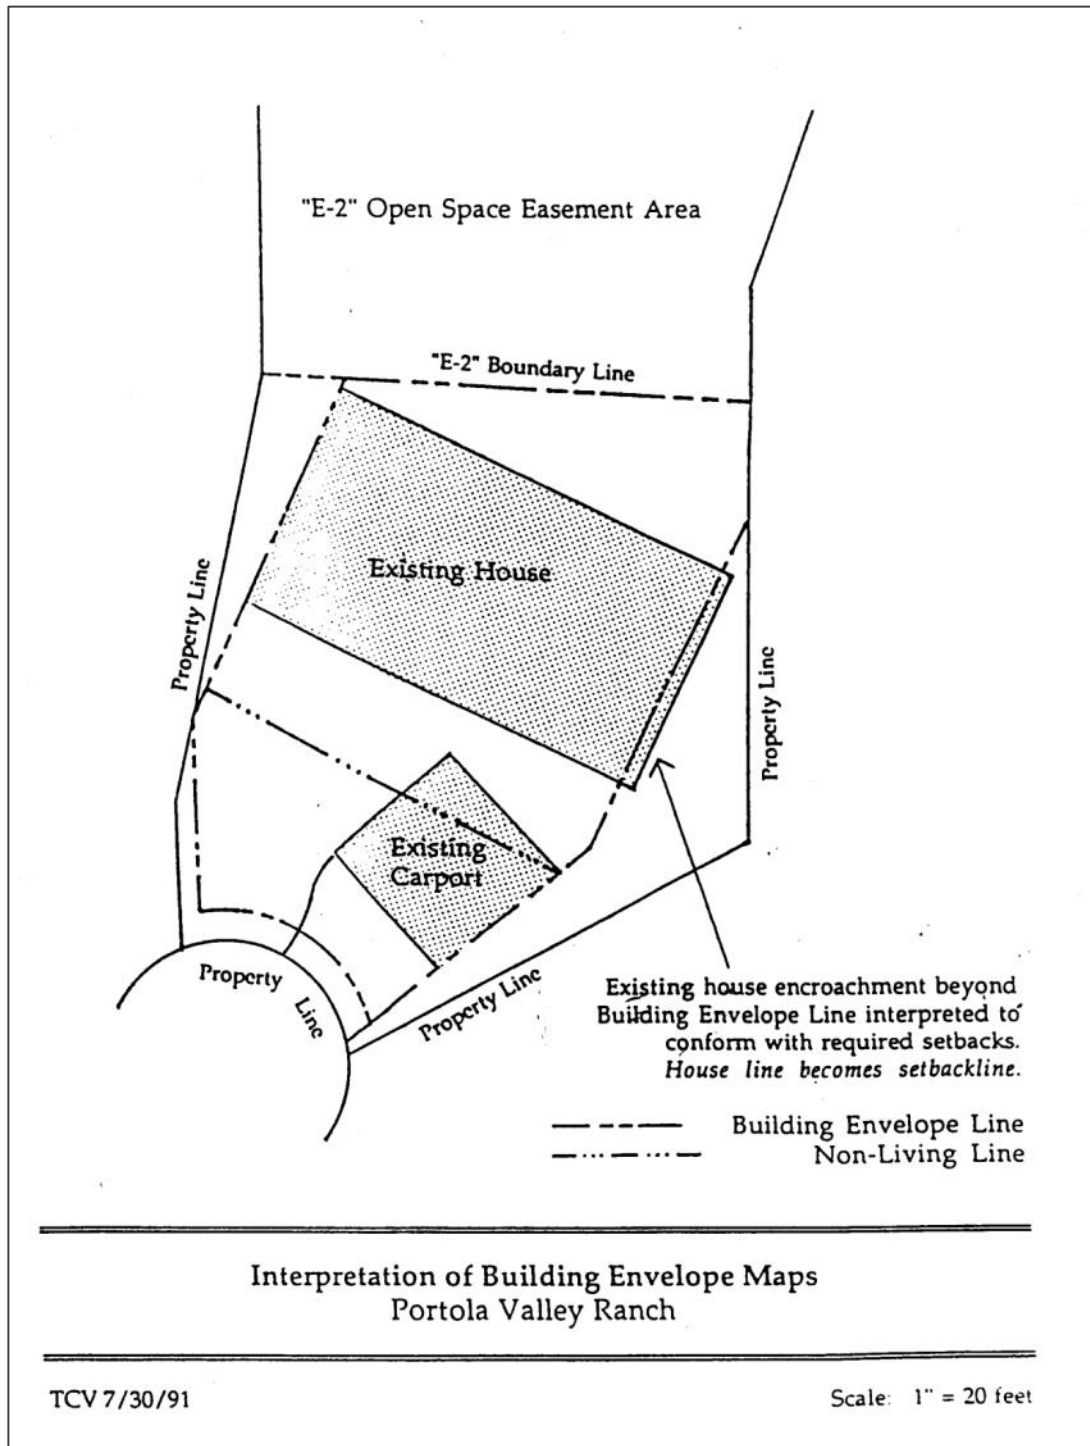 "E-2" Open Space Easement Area
"E-2" Boundary Line
Existing House
Property Line
Property Line
Existing
Carport
Property
Line
Property Line
Existing house encroachment beyond
Building Envelope Line interpreted to
conform with required setbacks.
House line becomes setbackline.
Building Envelope Line
Non-Living Line
Interpretation of Building Envelope Maps
Portola Valley Ranch
TCV 7/30/91
Scale: 1" = 20 feet